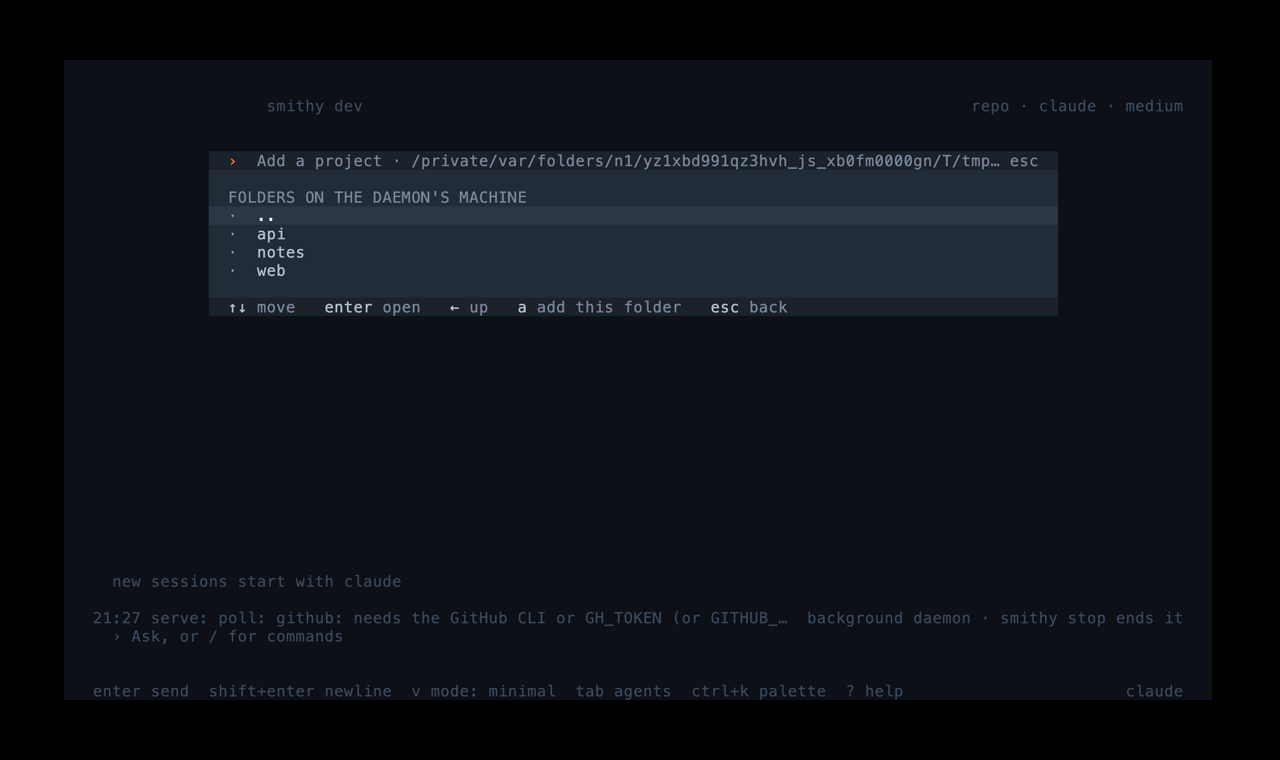 smithy dev repo · claude · medium
› Add a project · /private/var/folders/n1/yz1xbd991qz3hvh_js_xb0fm0000gn/T/tmp… esc
FOLDERS ON THE DAEMON'S MACHINE
· ..
· api
· notes
· web
↑↓ move enter open ← up a add this folder esc back
new sessions start with claude
21:27 serve: poll: github: needs the GitHub CLI or GH_TOKEN (or GITHUB_… background daemon · smithy stop ends it
› Ask, or / for commands
enter send shift+enter newline v mode: minimal tab agents ctrl+k palette ? help claude